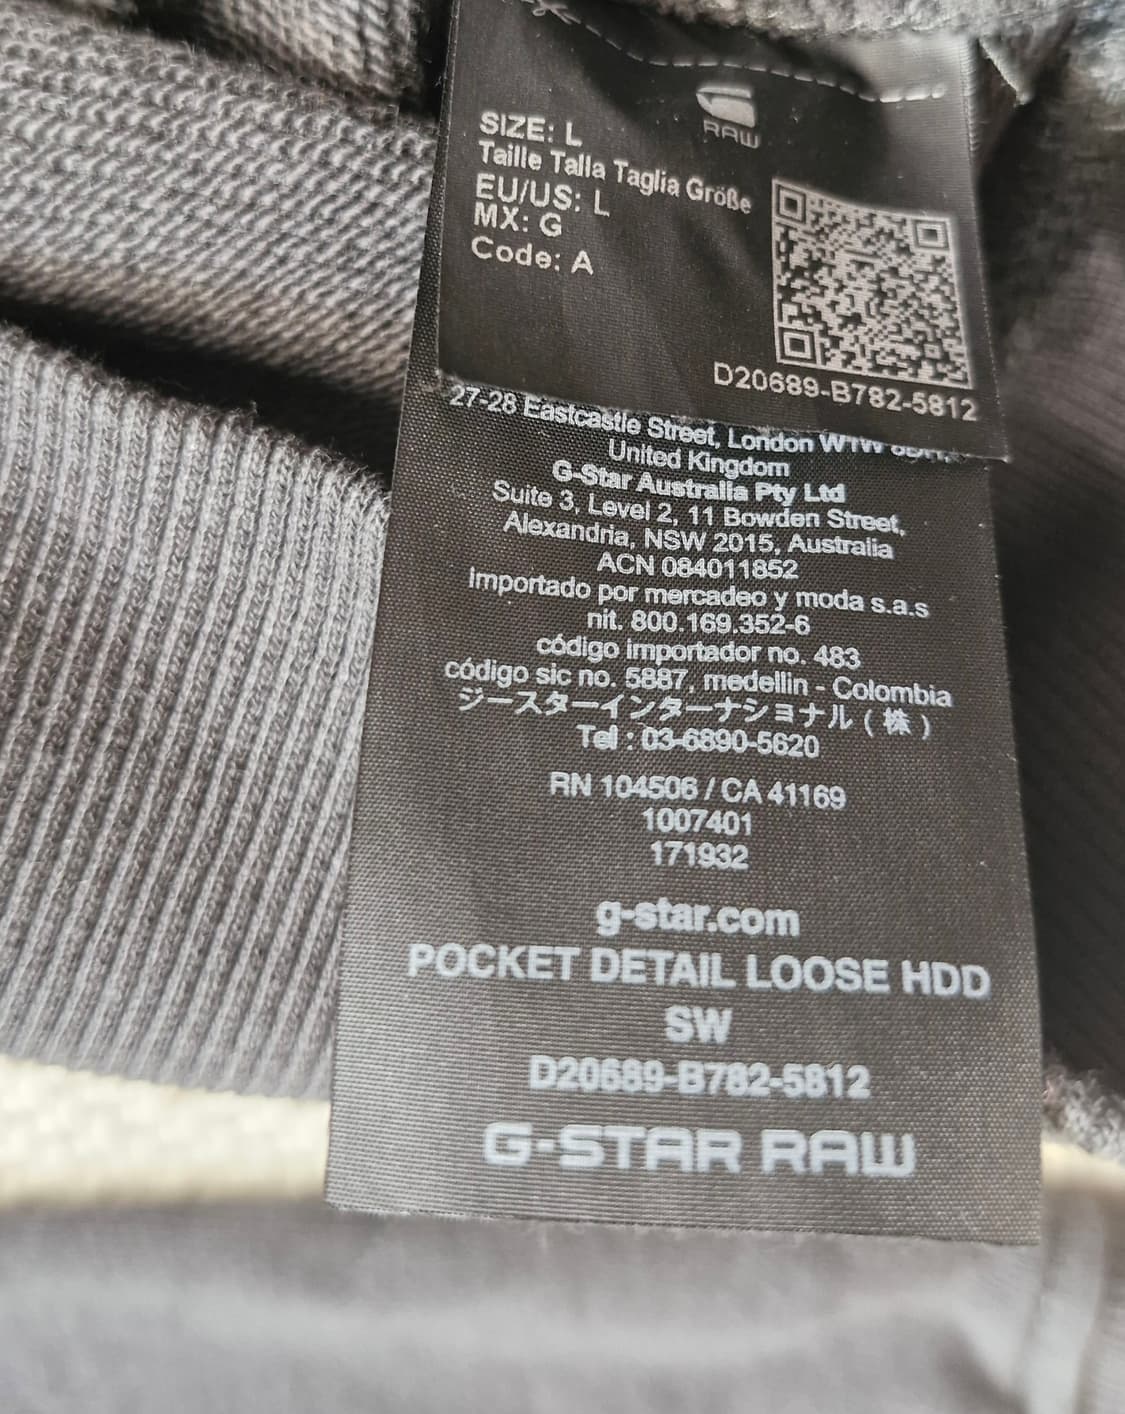 RAW
SIZE: L
Taille Talla Taglia Größe
EU/US: L
MX: G
Code: A
D20689-B782-5812
27-28 Eastcastle Street, London W1W
United Kingdom
G-Star Australia Pty Ltd
Suite 3, Level 2, 11 Bowden Street,
Alexandria, NSW 2015, Australia
ACN 084011852
Importado por mercadeo y moda s.a.s
nit. 800.169.352-6
código importador no. 483
código sic no. 5887, medellin - Colombia
ジースターインターナショナル(株)
Tel : 03-6890-5620
RN 104506 / CA 41169
1007401
171932
g-star.com
POCKET DETAIL LOOSE HDD
SW
D20689-B782-5812
G-STAR RAW